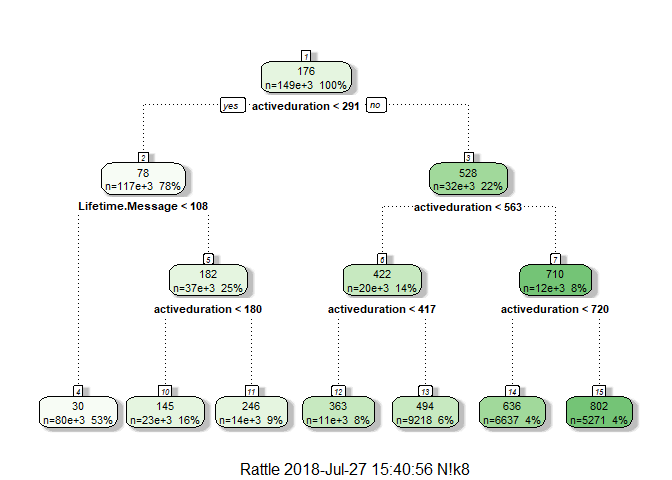 1
176
n=149e+3 100%
yes activeduration < 291 no
2
78
n=117e+3 78%
Lifetime.Message < 108
3
528
n=32e+3 22%
activeduration < 563
5
182
n=37e+3 25%
activeduration < 180
6
422
n=20e+3 14%
activeduration < 417
7
710
n=12e+3 8%
activeduration < 720
4
30
n=80e+3 53%
10
145
n=23e+3 16%
11
246
n=14e+3 9%
12
363
n=11e+3 8%
13
494
n=9218 6%
14
636
n=6637 4%
15
802
n=5271 4%
Rattle 2018-Jul-27 15:40:56 N!k8